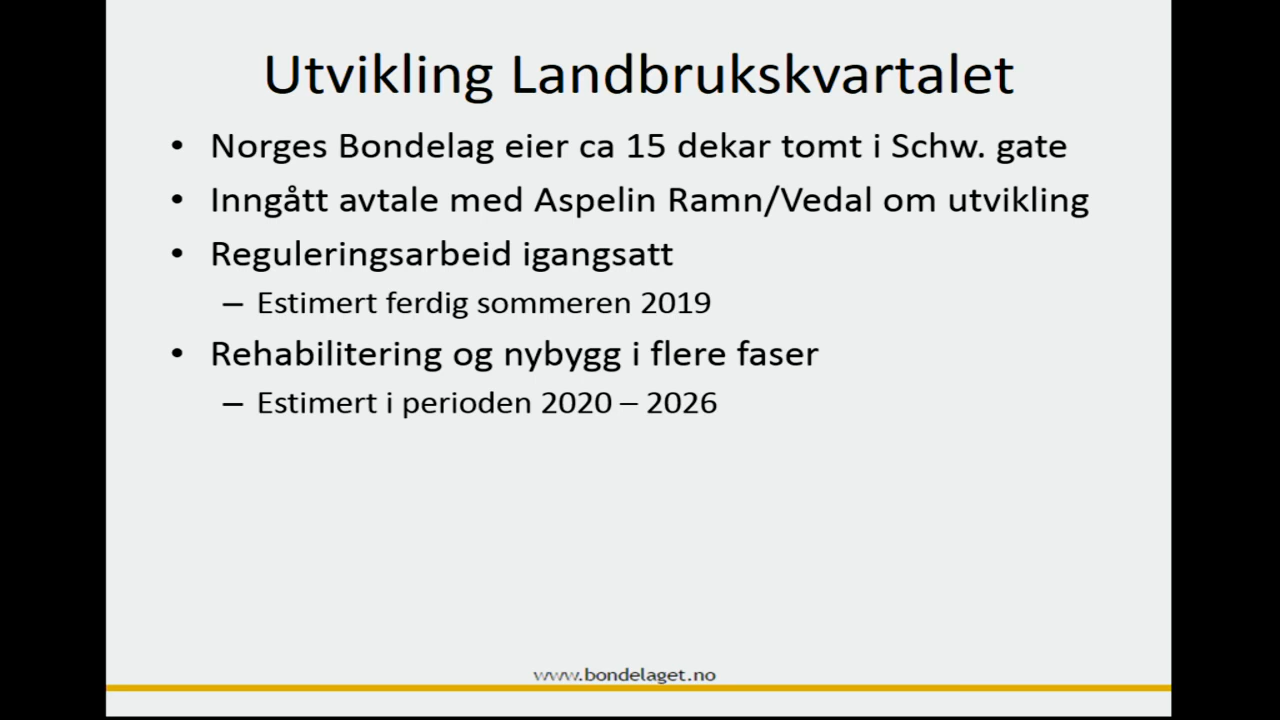 Utvikling Landbrukskvartalet
• Norges Bondelag eier ca 15 dekar tomt i Schw. gate
• Inngått avtale med Aspelin Ramn/Vedal om utvikling
• Reguleringsarbeid igangsatt
– Estimert ferdig sommeren 2019
• Rehabilitering og nybygg i flere faser
– Estimert i perioden 2020 – 2026
www.bondelaget.no